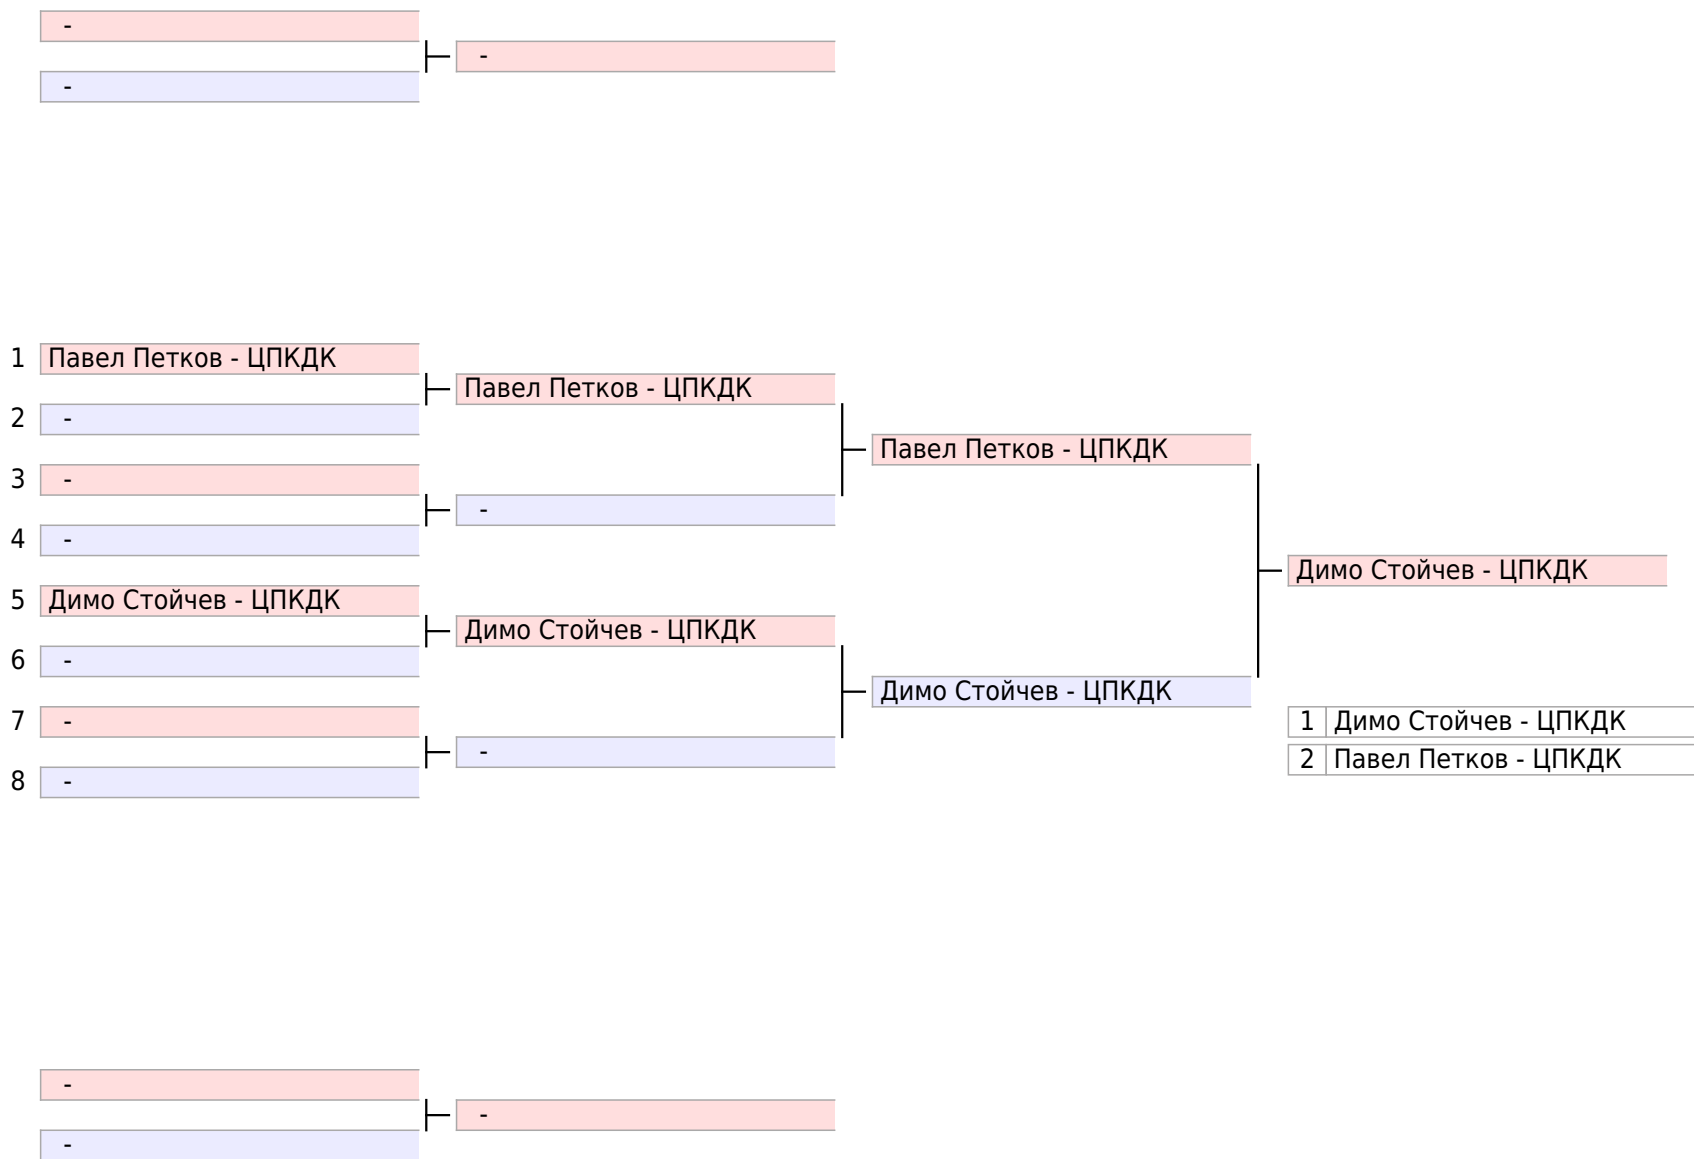 -
-
-
1 Павел Петков - ЦПКДК
Павел Петков - ЦПКДК
2 -
Павел Петков - ЦПКДК
3 -
-
4 -
Димо Стойчев - ЦПКДК
5 Димо Стойчев - ЦПКДК
Димо Стойчев - ЦПКДК
6 -
Димо Стойчев - ЦПКДК
7 -
1 Димо Стойчев - ЦПКДК
-
2 Павел Петков - ЦПКДК
8 -
-
-
-